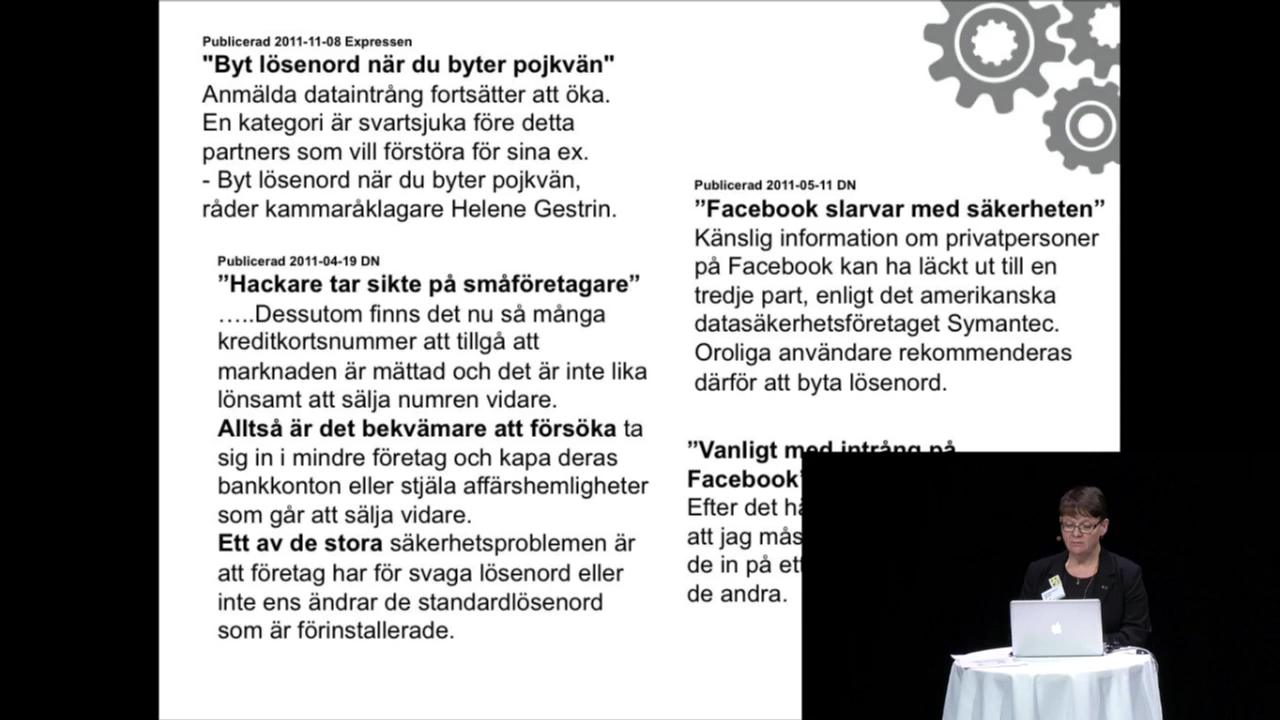 Publicerad 2011-11-08 Expressen
"Byt lösenord när du byter pojkvän"
Anmälda dataintrång fortsätter att öka.
En kategori är svartsjuka före detta
partners som vill förstöra för sina ex.
- Byt lösenord när du byter pojkvän,
råder kammaråklagare Helene Gestrin.
Publicerad 2011-04-19 DN
”Hackare tar sikte på småföretagare”
…..Dessutom finns det nu så många
kreditkortsnummer att tillgå att
marknaden är mättad och det är inte lika
lönsamt att sälja numren vidare.
Alltså är det bekvämare att försöka ta
sig in i mindre företag och kapa deras
bankkonton eller stjäla affärshemligheter
som går att sälja vidare.
Ett av de stora säkerhetsproblemen är
att företag har för svaga lösenord eller
inte ens ändrar de standardlösenord
som är förinstallerade.
Publicerad 2011-05-11 DN
”Facebook slarvar med säkerheten”
Känslig information om privatpersoner
på Facebook kan ha läckt ut till en
tredje part, enligt det amerikanska
datasäkerhetsföretaget Symantec.
Oroliga användare rekommenderas
därför att byta lösenord.
”Vanligt med intrång på
Facebook
Efter det
att jag
de in på
de andra.